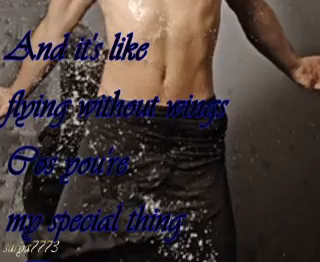 And it's like
flying without wings
Cos you're
my special thing